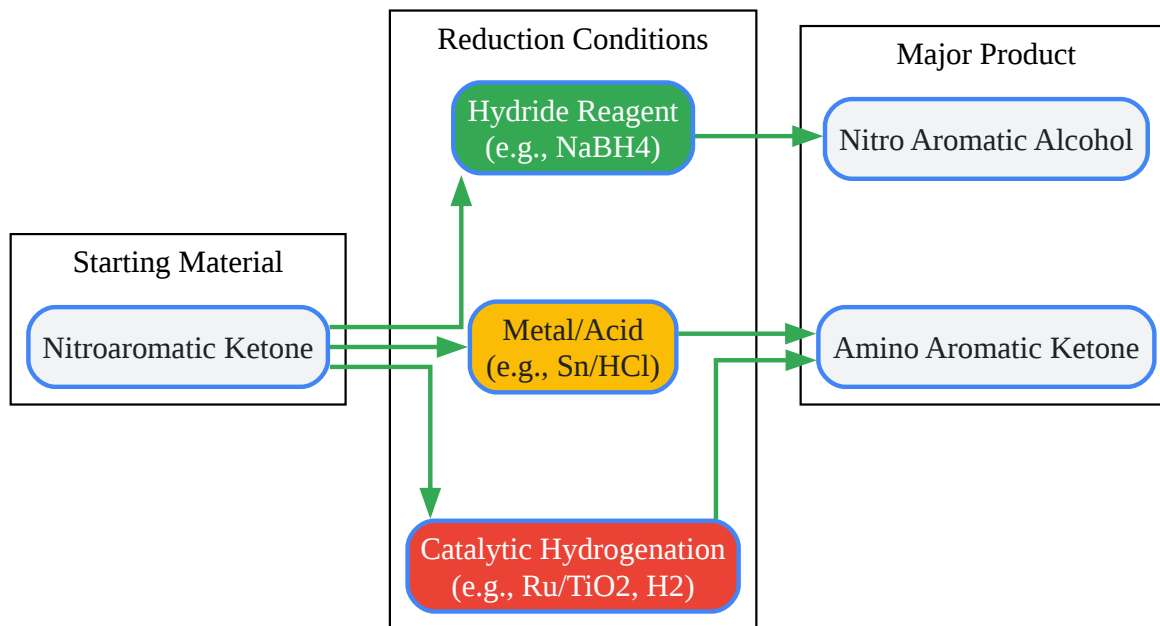 Starting Material
Nitroaromatic Ketone
Reduction Conditions
Hydride Reagent
(e.g., NaBH4)
Metal/Acid
(e.g., Sn/HCl)
Catalytic Hydrogenation
(e.g., Ru/TiO2, H2)
Major Product
Nitro Aromatic Alcohol
Amino Aromatic Ketone